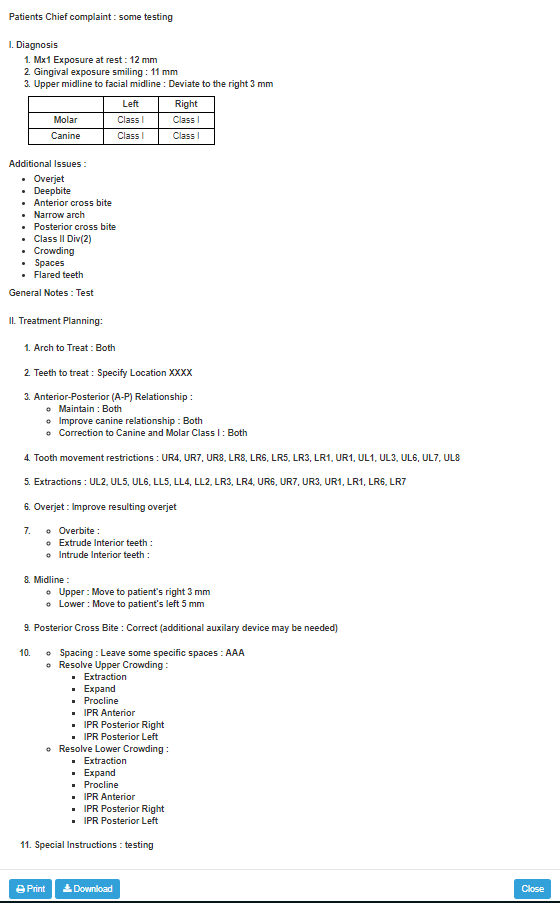 Patients Chief complaint : some testing
I. Diagnosis
1. Mx1 Exposure at rest : 12 mm
2. Gingival exposure smiling : 11 mm
3. Upper midline to facial midline : Deviate to the right 3 mm
Left Right
Molar Class I Class I
Canine Class I Class I
Additional Issues :
• Overjet
• Deepbite
• Anterior cross bite
• Narrow arch
• Posterior cross bite
• Class II Div(2)
• Crowding
• Spaces
• Flared teeth
General Notes : Test
II. Treatment Planning:
1. Arch to Treat : Both
2. Teeth to treat : Specify Location XXXX
3. Anterior-Posterior (A-P) Relationship :
Maintain : Both
Improve canine relationship : Both
Correction to Canine and Molar Class I : Both
4. Tooth movement restrictions : UR4, UR7, UR8, LR8, LR6, LR5, LR3, LR1, UR1, UL1, UL3, UL6, UL7, UL8
5. Extractions : UL2, UL5, UL6, LL5, LL4, LL2, LR3, LR4, UR6, UR7, UR3, UR1, LR1, LR6, LR7
6. Overjet : Improve resulting overjet
7. Overbite :
Extrude Interior teeth :
Intrude Interior teeth :
8. Midline :
Upper : Move to patient's right 3 mm
Lower : Move to patient's left 5 mm
9. Posterior Cross Bite : Correct (additional auxilary device may be needed)
10. Spacing : Leave some specific spaces : AAA
Resolve Upper Crowding :
Extraction
Expand
Procline
IPR Anterior
IPR Posterior Right
IPR Posterior Left
Resolve Lower Crowding :
Extraction
Expand
Procline
IPR Anterior
IPR Posterior Right
IPR Posterior Left
11. Special Instructions : testing
Print Download Close